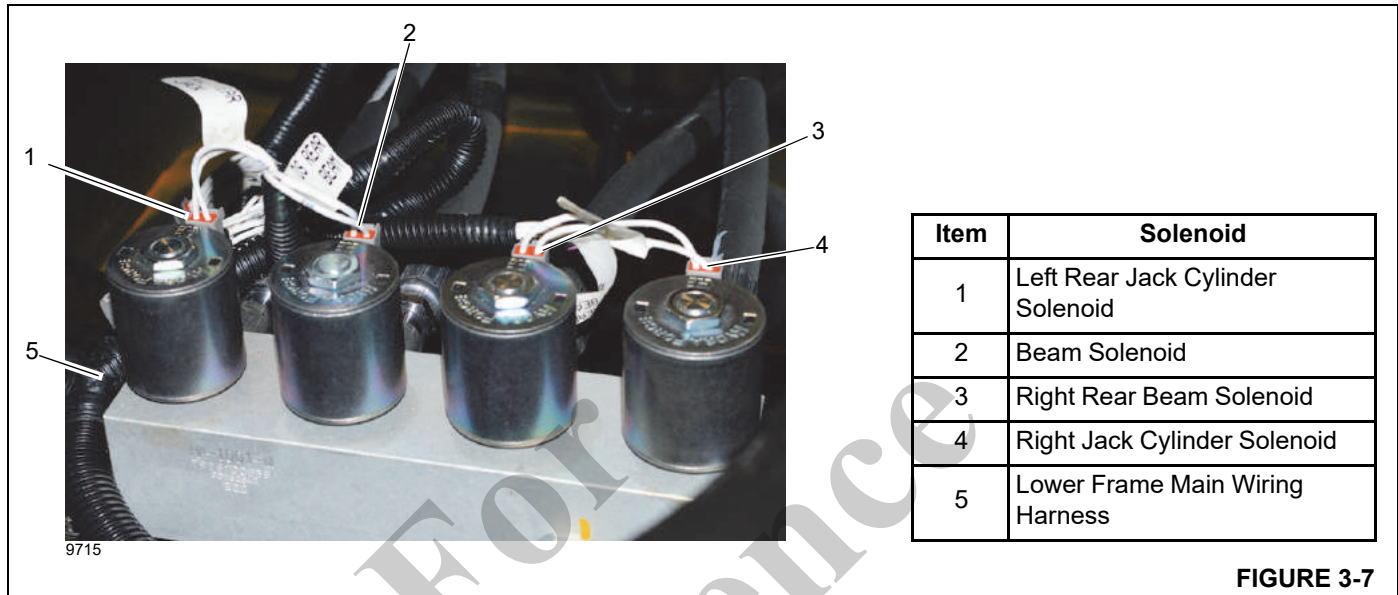 1
2
3
4
5
9715
Item Solenoid
1 Left Rear Jack Cylinder
Solenoid
2 Beam Solenoid
3 Right Rear Beam Solenoid
4 Right Jack Cylinder Solenoid
5 Lower Frame Main Wiring
Harness
FIGURE 3-7
For